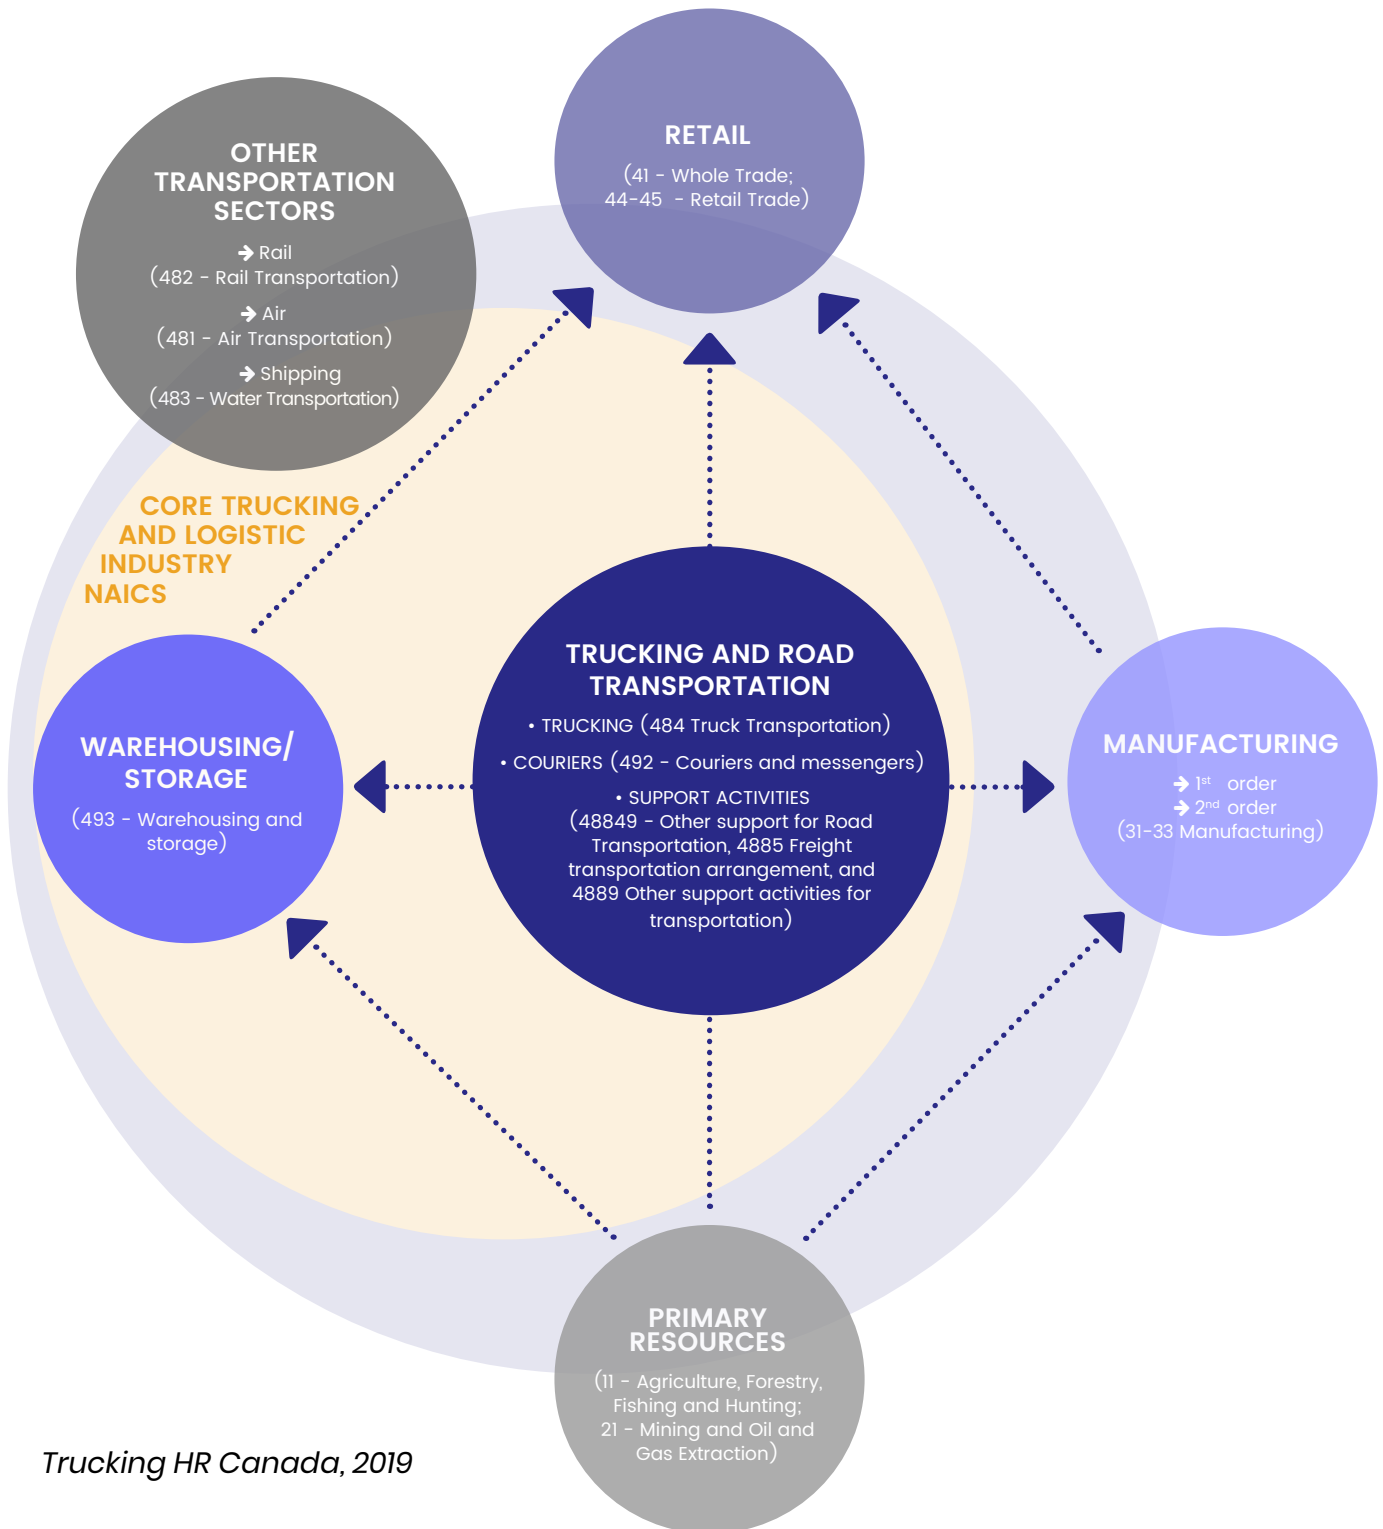 RETAIL
(41 - Whole Trade;
44-45 - Retail Trade)
OTHER
TRANSPORTATION
SECTORS
→ Rail
(482 - Rail Transportation)
→ Air
(481 - Air Transportation)
→ Shipping
(483 - Water Transportation)
CORE TRUCKING
AND LOGISTIC
INDUSTRY
NAICS
TRUCKING AND ROAD
TRANSPORTATION
• TRUCKING (484 Truck Transportation)
• COURIERS (492 - Couriers and messengers)
• SUPPORT ACTIVITIES
(48849 - Other support for Road
Transportation, 4885 Freight
transportation arrangement, and
4889 Other support activities for
transportation)
WAREHOUSING/
STORAGE
(493 - Warehousing and
storage)
MANUFACTURING
→ 1st order
→ 2nd order
(31-33 Manufacturing)
PRIMARY
RESOURCES
(11 - Agriculture, Forestry,
Fishing and Hunting;
21 - Mining and Oil and
Gas Extraction)
Trucking HR Canada, 2019